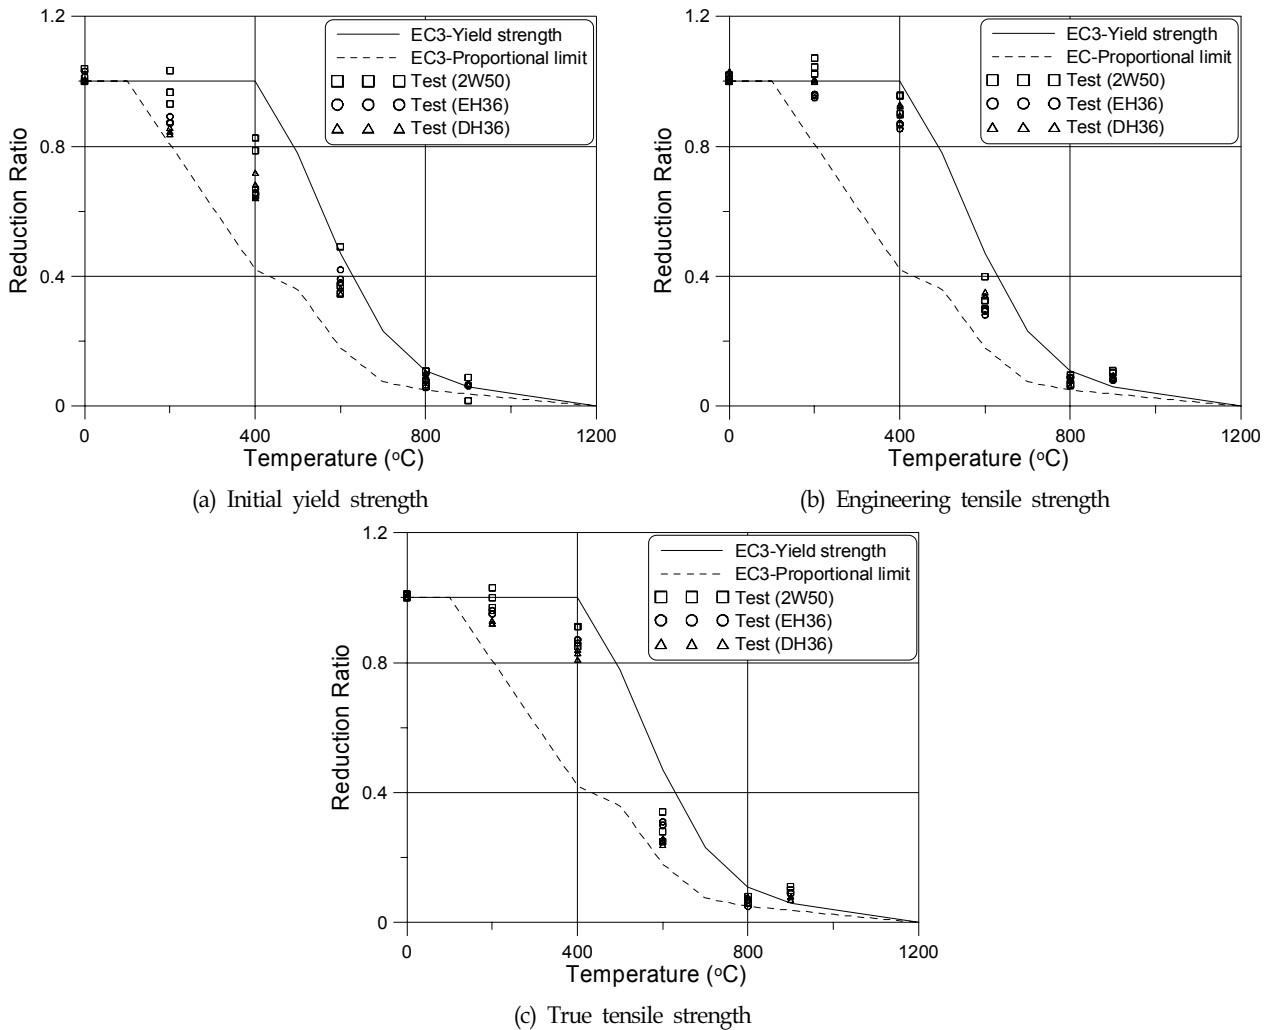 1.2
0.8
0.4
0
Reduction Ratio
EC3-Yield strength
EC3-Proportional limit
Test (2W50)
Test (EH36)
Test (DH36)
0 400 800 1200
Temperature (°C)
(a) Initial yield strength
1.2
0.8
0.4
0
Reduction Ratio
EC3-Yield strength
EC-Proportional limit
Test (2W50)
Test (EH36)
Test (DH36)
0 400 800 1200
Temperature (°C)
(b) Engineering tensile strength
1.2
0.8
0.4
0
Reduction Ratio
EC3-Yield strength
EC3-Proportional limit
Test (2W50)
Test (EH36)
Test (DH36)
0 400 800 1200
Temperature (°C)
(c) True tensile strength